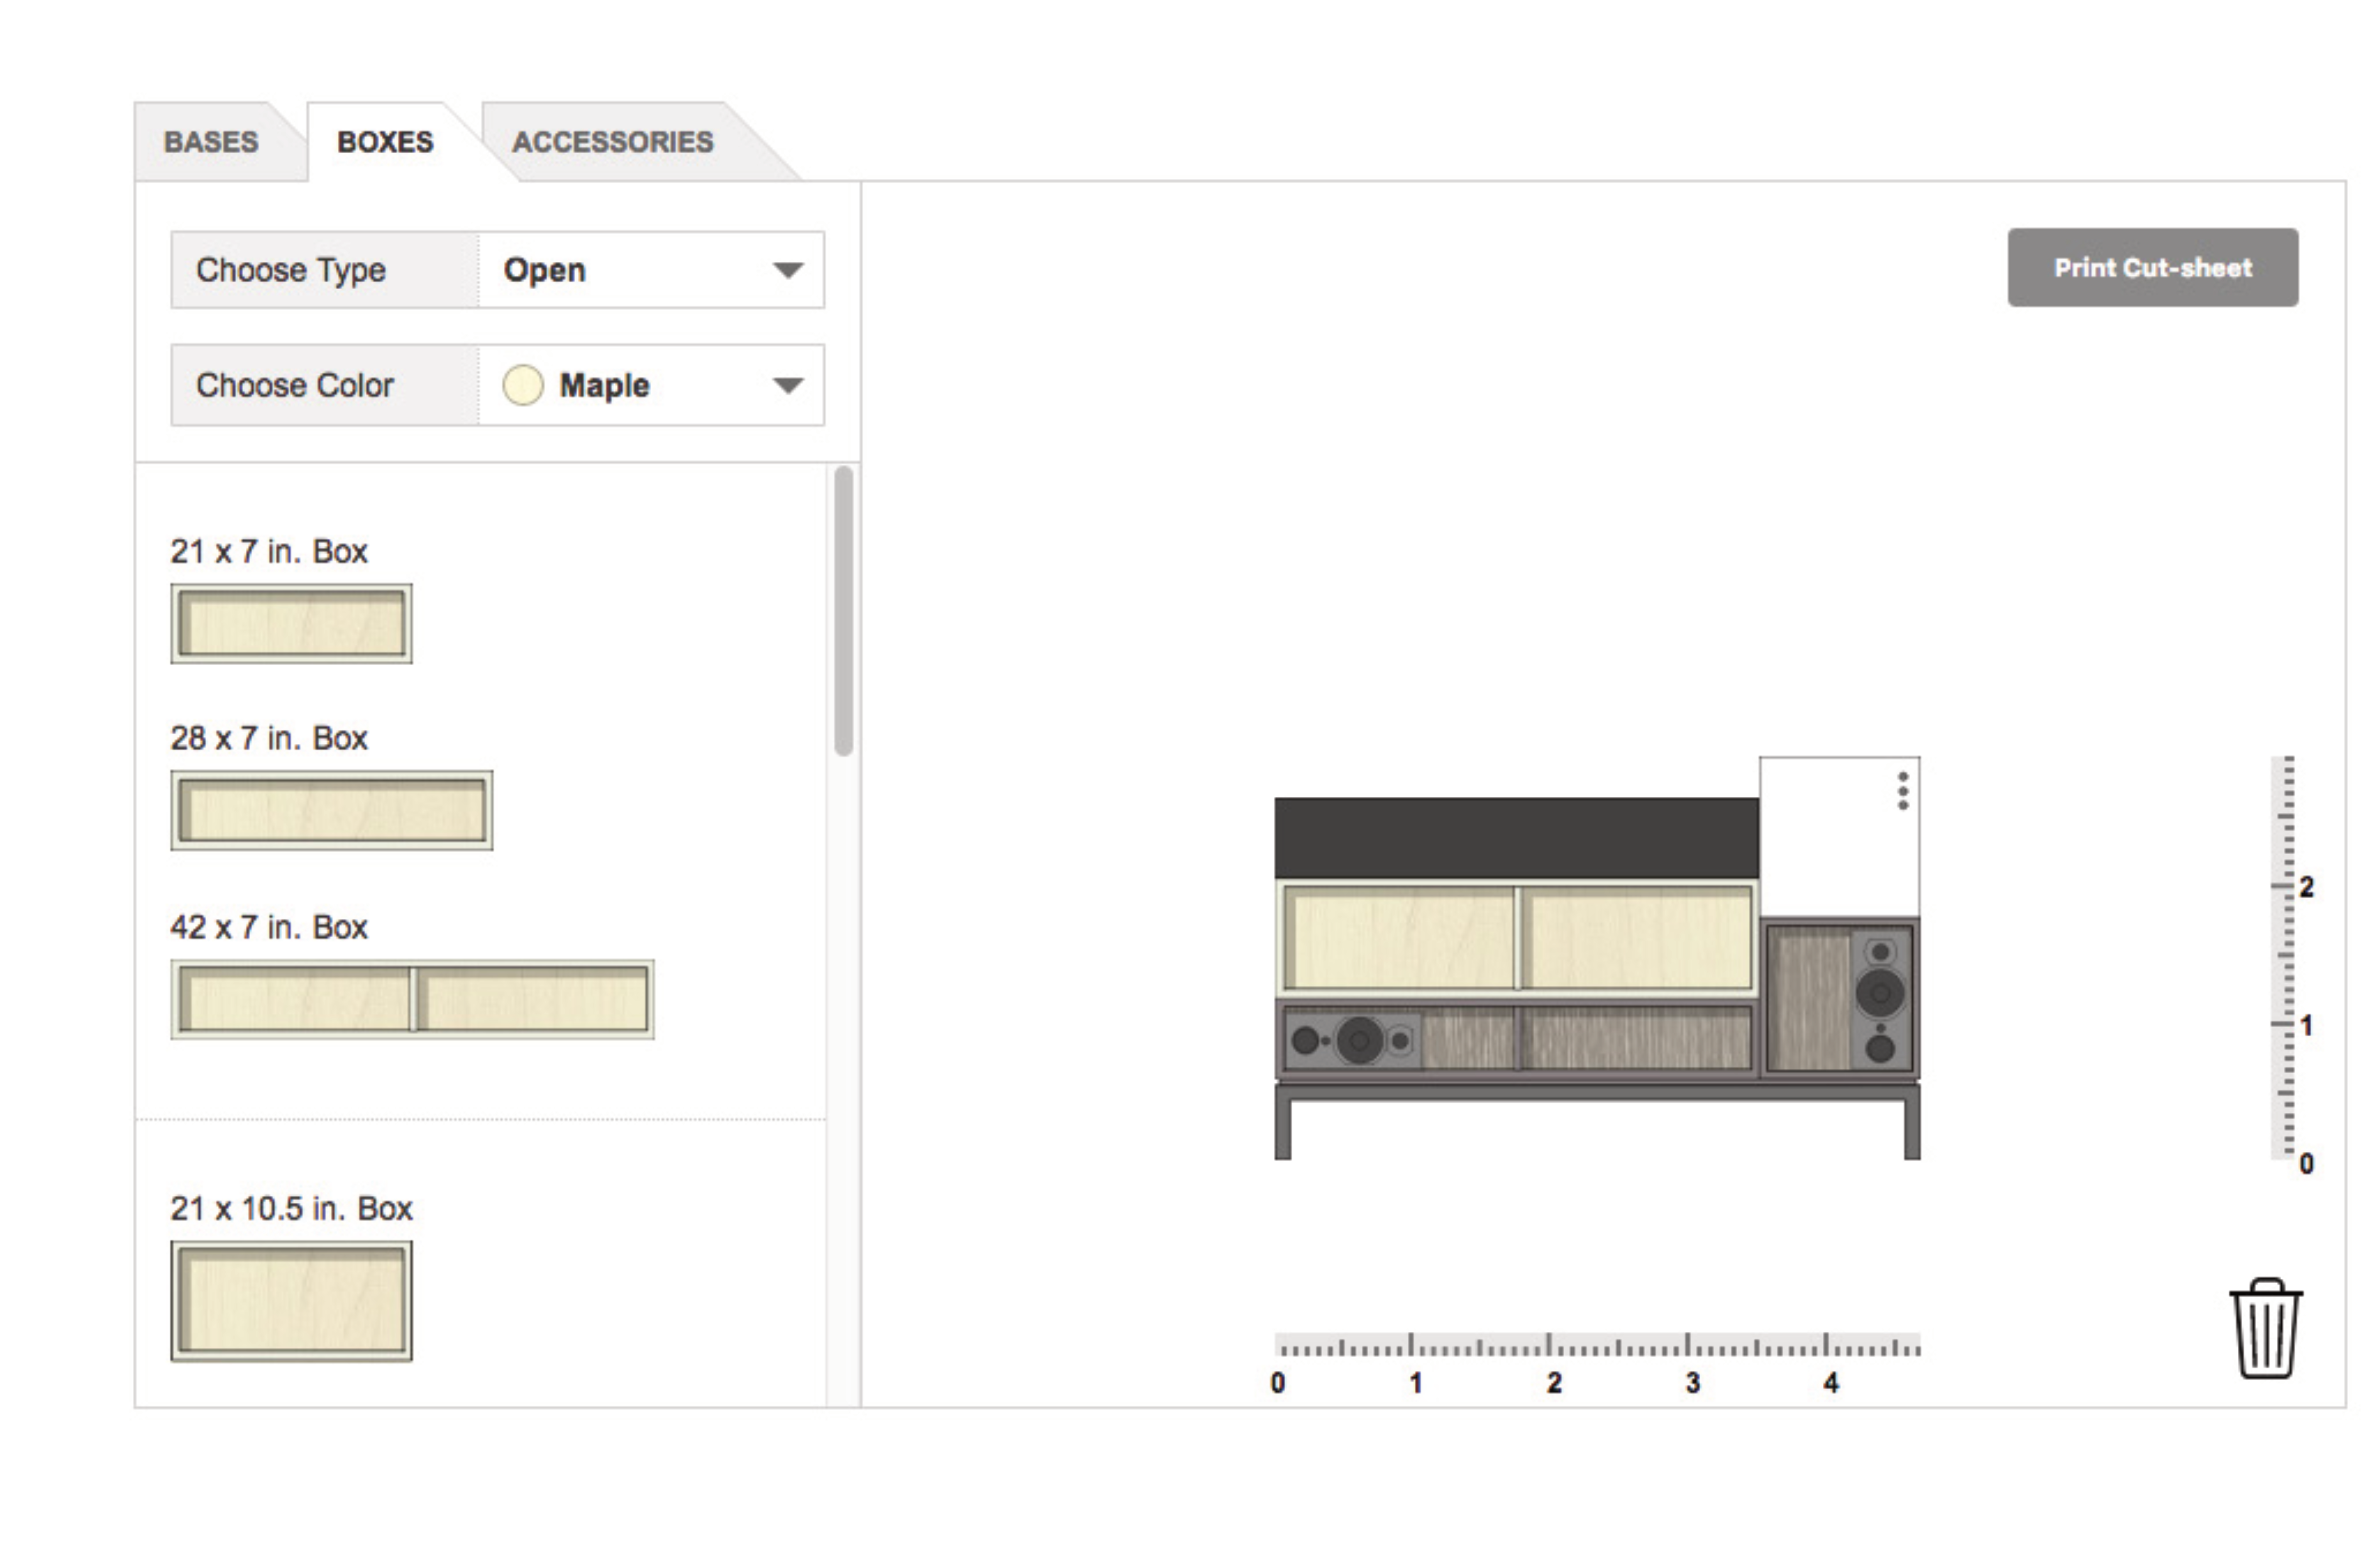 BASES
BOXES
ACCESSORIES
Choose Type
Open
Print Cut-sheet
Choose Color
Maple
21 x 7 in. Box
28 x 7 in. Box
42 x 7 in. Box
21 x 10.5 in. Box
2
1
0
0 1 2 3 4